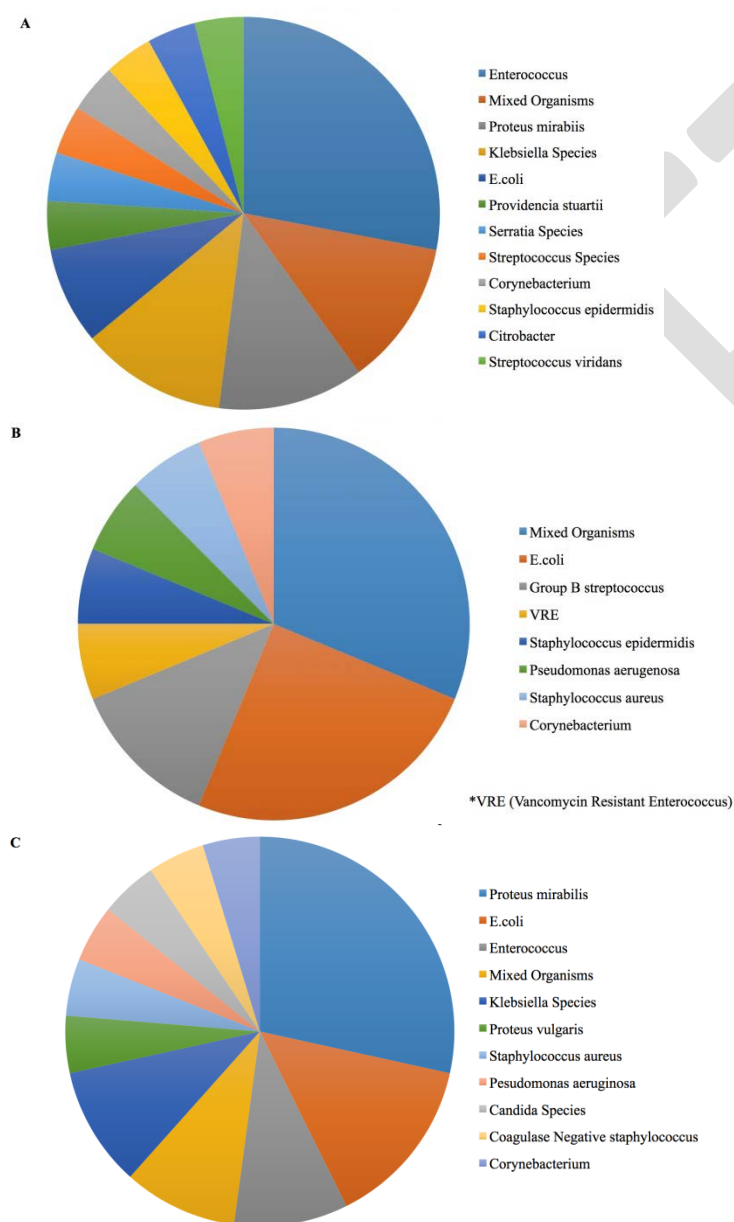 A
Enterococcus
Mixed Organisms
Proteus mirabiis
Klebsiella Species
E.coli
Providencia stuartii
Serratia Species
Streptococcus Species
Corynebacterium
Staphylococcus epidermidis
Citrobacter
Streptococcus viridans
B
Mixed Organisms
E.coli
Group B streptococcus
VRE
Staphylococcus epidermidis
Pseudomonas aerugenosa
Staphylococcus aureus
Corynebacterium
*VRE (Vancomycin Resistant Enterococcus)
C
Proteus mirabilis
E.coli
Enterococcus
Mixed Organisms
Klebsiella Species
Proteus vulgaris
Staphylococcus aureus
Pesudomonas aeruginosa
Candida Species
Coagulase Negative staphylococcus
Corynebacterium